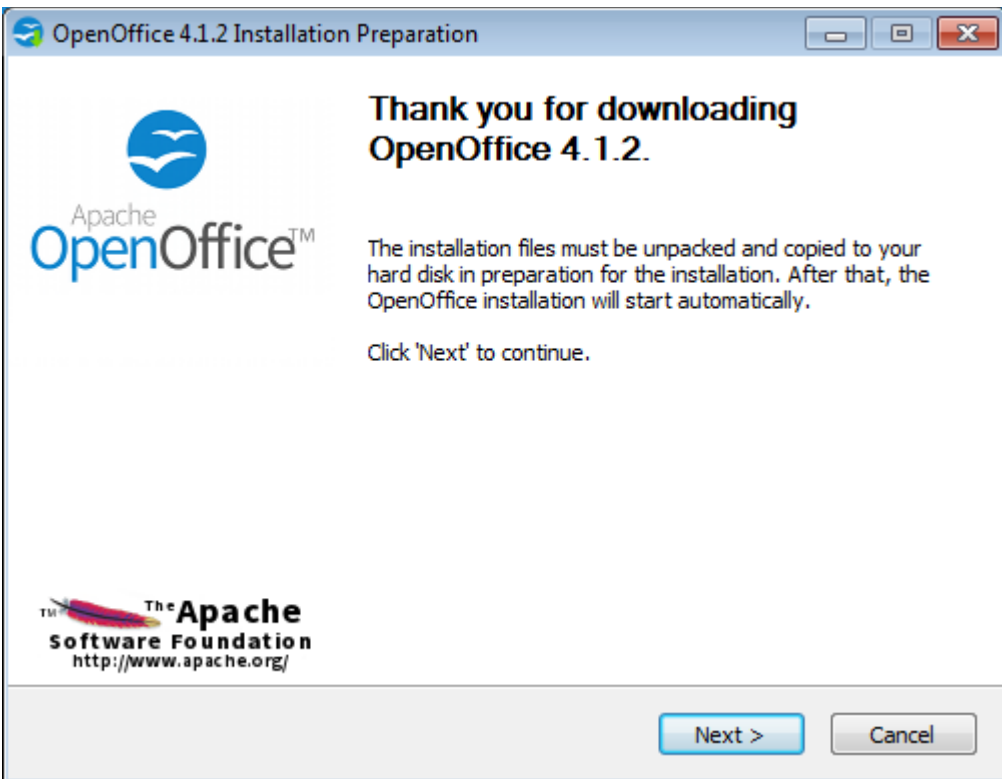 OpenOffice 4.1.2 Installation Preparation
Thank you for downloading
OpenOffice 4.1.2.
Apache
OpenOffice™
The installation files must be unpacked and copied to your
hard disk in preparation for the installation. After that, the
OpenOffice installation will start automatically.
Click 'Next' to continue.
TM The Apache
Software Foundation
http://www.apache.org/
Next >
Cancel